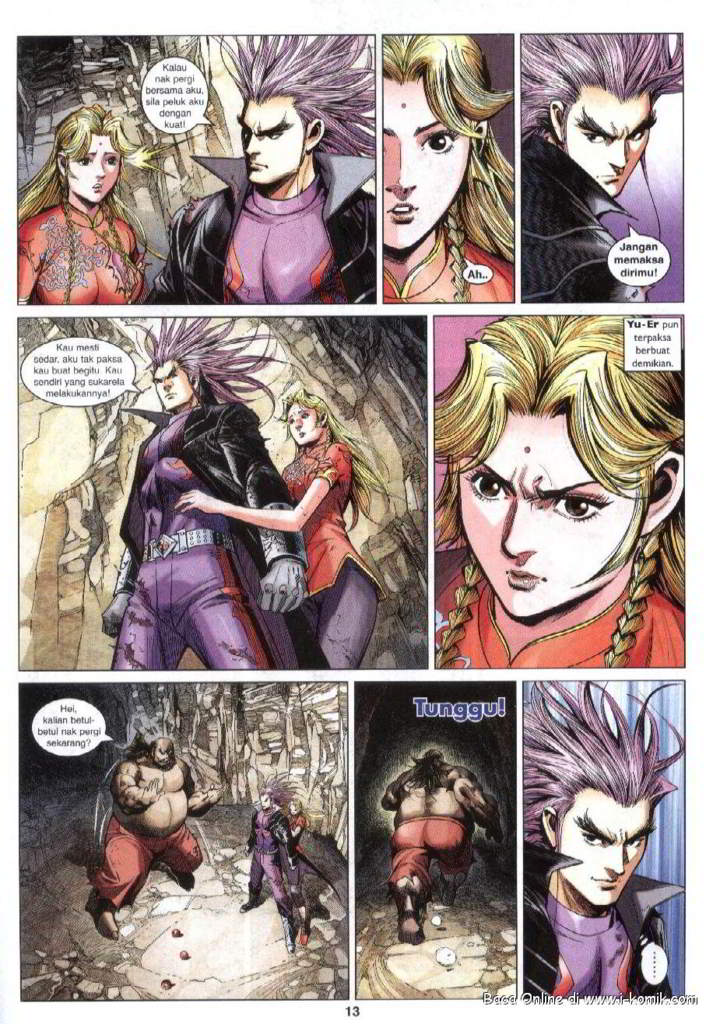 Kalau
nak pergi
bersama aku,
sila peluk aku
dengan
kuat!
Ah..
Jangan
memaksa
dirimu!
Kau mesti
sedar, aku tak paksa
kau buat begitu. Kau
sendiri yang sukarela
melakukannya!
Yu-Er pun
terpaksa
berbuat
demikian.
Hei,
kalian betul-
betul nak pergi
sekarang?
Tunggu!
.....
13
Baca Online di www.i-komik.com